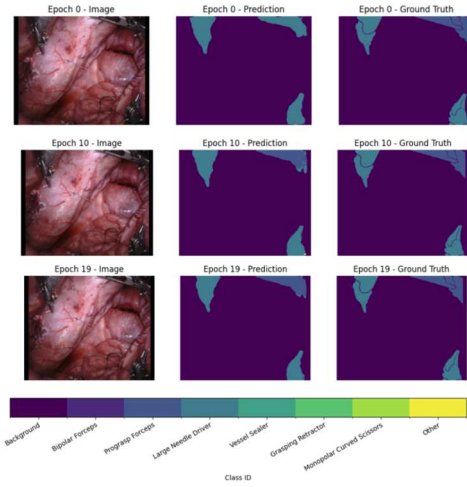 Epoch 0 - Image
Epoch 0 - Prediction
Epoch 0 - Ground Truth
Epoch 10 - Image
Epoch 10 - Prediction
Epoch 10 - Ground Truth
Epoch 19 - Image
Epoch 19 - Prediction
Epoch 19 - Ground Truth
Background
Bipolar Forceps
Prograsp Forceps
Large Needle Driver
Vessel Sealer
Grasping Retractor
Monopolar Curved Scissors
Other
Class ID